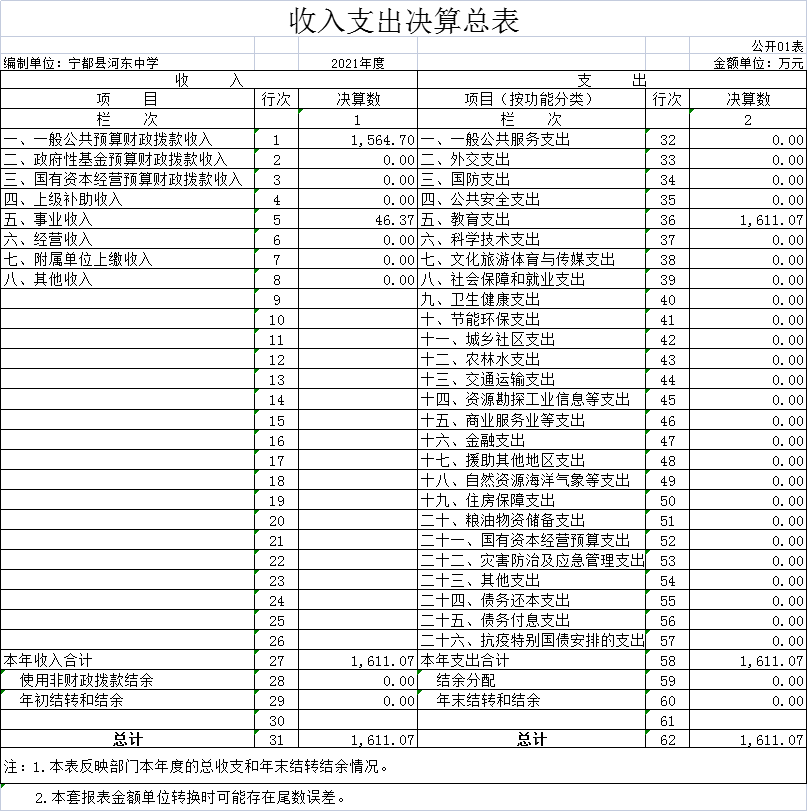 收入支出决算总表
公开01表
编制单位：宁都县河东中学 2021年度 金额单位：万元
收 入 支 出
项 目 行次 决算数 项目（按功能分类） 行次 决算数
栏 次 1 栏 次 2
一、一般公共预算财政拨款收入 1 1,564.70 一、一般公共服务支出 32 0.00
二、政府性基金预算财政拨款收入 2 0.00 二、外交支出 33 0.00
三、国有资本经营预算财政拨款收入 3 0.00 三、国防支出 34 0.00
四、上级补助收入 4 0.00 四、公共安全支出 35 0.00
五、事业收入 5 46.37 五、教育支出 36 1,611.07
六、经营收入 6 0.00 六、科学技术支出 37 0.00
七、附属单位上缴收入 7 0.00 七、文化旅游体育与传媒支出 38 0.00
八、其他收入 8 0.00 八、社会保障和就业支出 39 0.00
9 九、卫生健康支出 40 0.00
10 十、节能环保支出 41 0.00
11 十一、城乡社区支出 42 0.00
12 十二、农林水支出 43 0.00
13 十三、交通运输支出 44 0.00
14 十四、资源勘探工业信息等支出 45 0.00
15 十五、商业服务业等支出 46 0.00
16 十六、金融支出 47 0.00
17 十七、援助其他地区支出 48 0.00
18 十八、自然资源海洋气象等支出 49 0.00
19 十九、住房保障支出 50 0.00
20 二十、粮油物资储备支出 51 0.00
21 二十一、国有资本经营预算支出 52 0.00
22 二十二、灾害防治及应急管理支出 53 0.00
23 二十三、其他支出 54 0.00
24 二十四、债务还本支出 55 0.00
25 二十五、债务付息支出 56 0.00
26 二十六、抗疫特别国债安排的支出 57 0.00
本年收入合计 27 1,611.07 本年支出合计 58 1,611.07
使用非财政拨款结余 28 0.00 结余分配 59 0.00
年初结转和结余 29 0.00 年末结转和结余 60 0.00
30 61
总计 31 1,611.07 总计 62 1,611.07
注：1.本表反映部门本年度的总收支和年末结转结余情况。
2.本套报表金额单位转换时可能存在尾数误差。